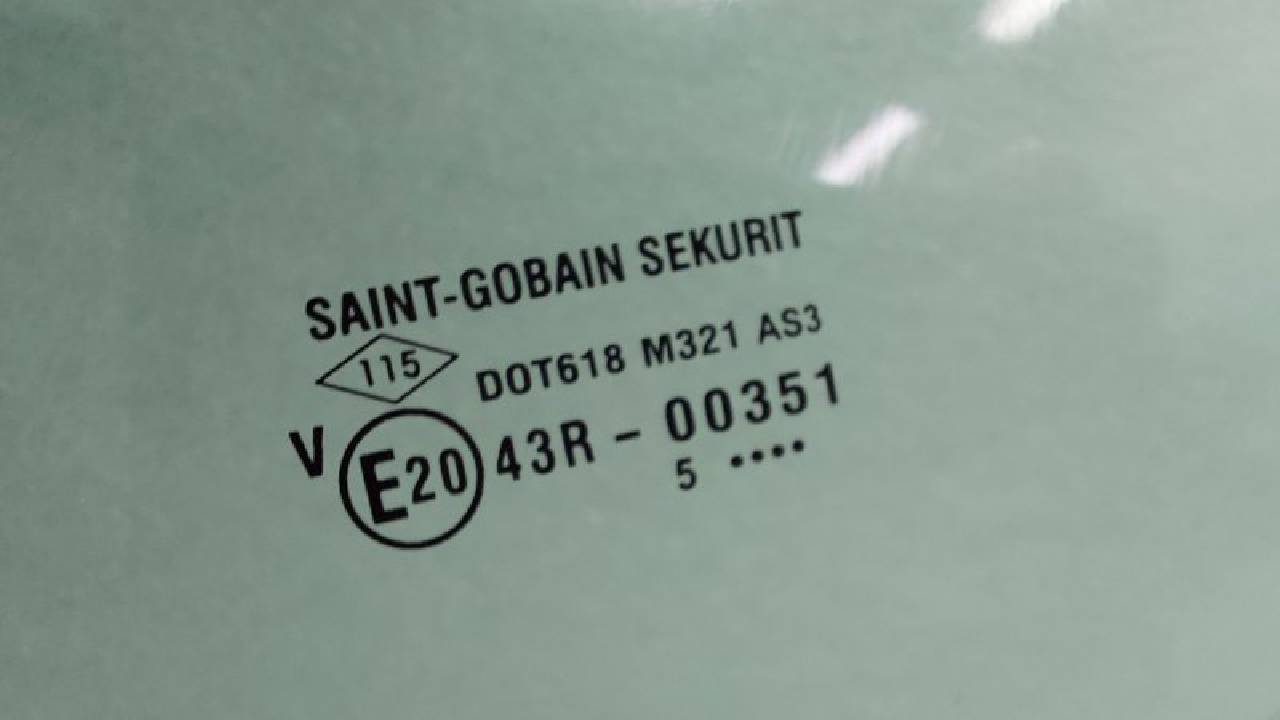 SAINT-GOBAIN SEKURIT
115 DOT618 M321 AS3
V E20 43R - 00351
5 ••••